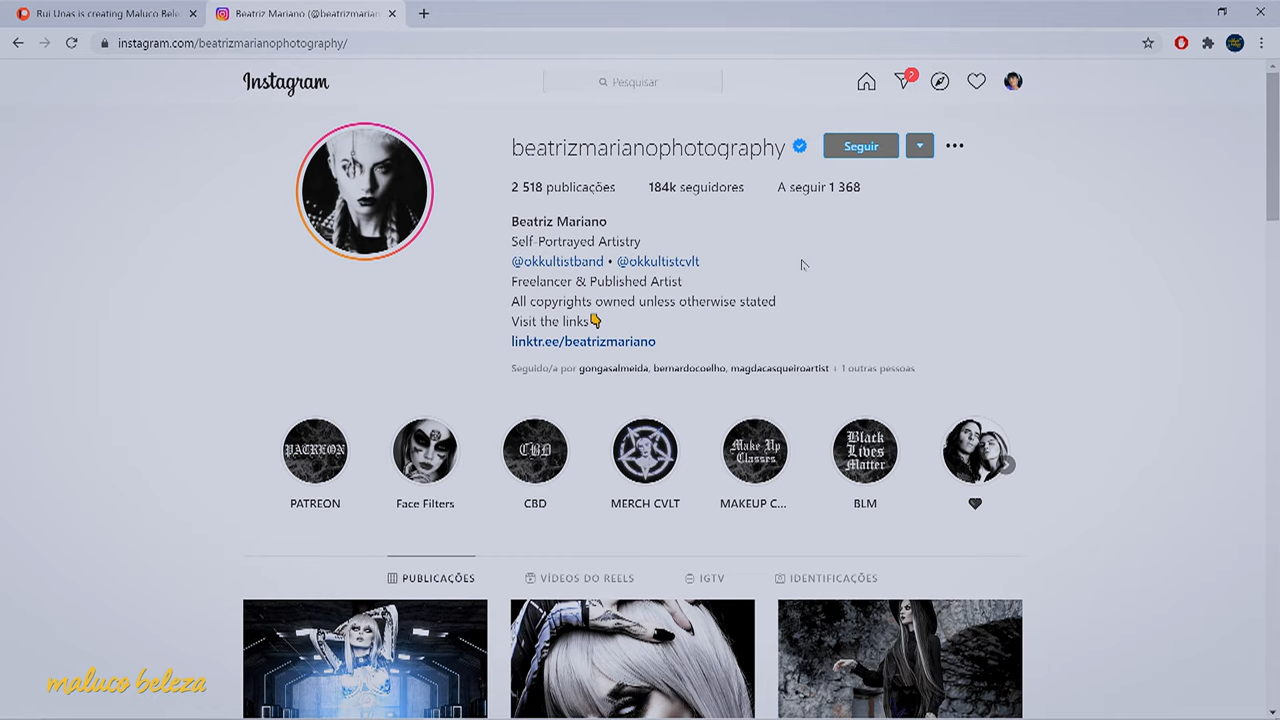 Rui Unas is creating Maluco Bele
Beatriz Mariano (@beatrizmarian
instagram.com/beatrizmarianophotography/
Instagram
Pesquisar
2
beatrizmarianophotography
Seguir
2 518 publicações 184k seguidores A seguir 1 368
Beatriz Mariano
Self-Portrayed Artistry
@okkultistband • @okkultistcvlt
Freelancer & Published Artist
All copyrights owned unless otherwise stated
Visit the links👇
linktr.ee/beatrizmariano
Seguido/a por gongasalmeida, bernardocoelho, magdacasqueiroartist + 1 outras pessoas
PATREON
CBD
Make Up
Classes
Black
Lives
Matter
PATREON Face Filters CBD MERCH CVLT MAKEUP C... BLM 🖤
PUBLICAÇÕES VÍDEOS DO REELS IGTV IDENTIFICAÇÕES
maluco beleza